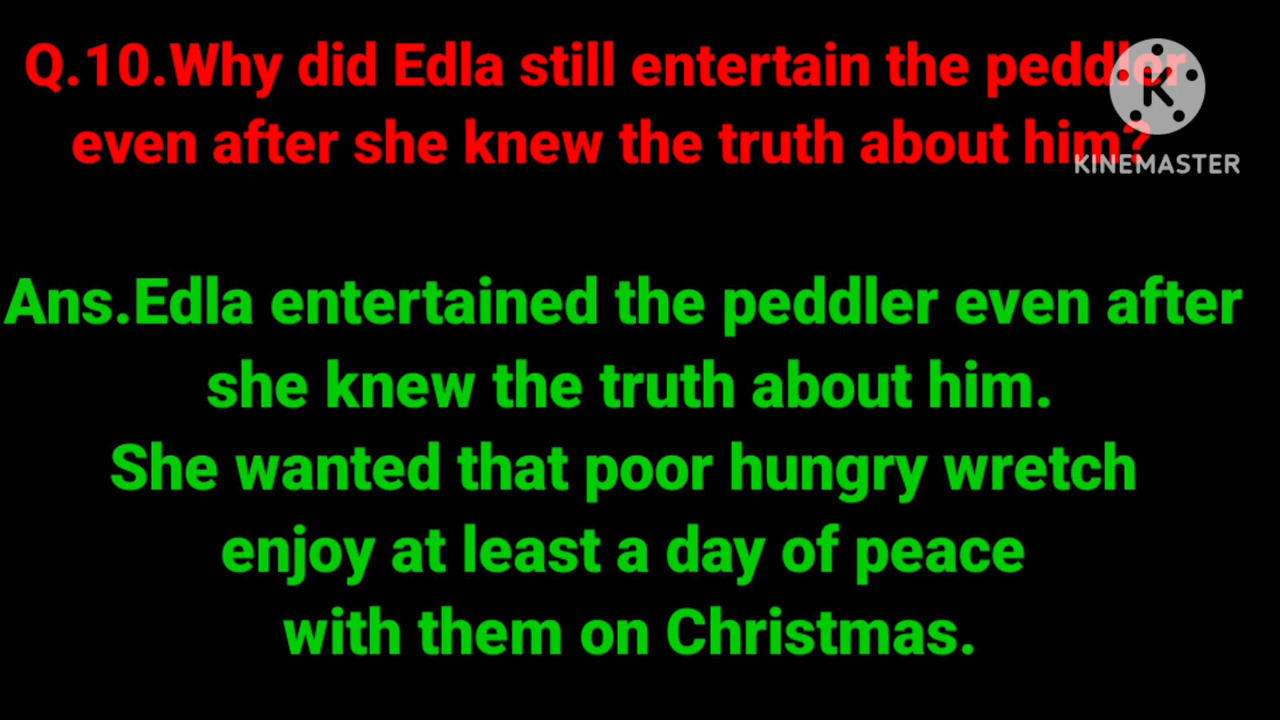 Q.10.Why did Edla still entertain the peddler
even after she knew the truth about him?
KINEMASTER
Ans.Edla entertained the peddler even after
she knew the truth about him.
She wanted that poor hungry wretch
enjoy at least a day of peace
with them on Christmas.